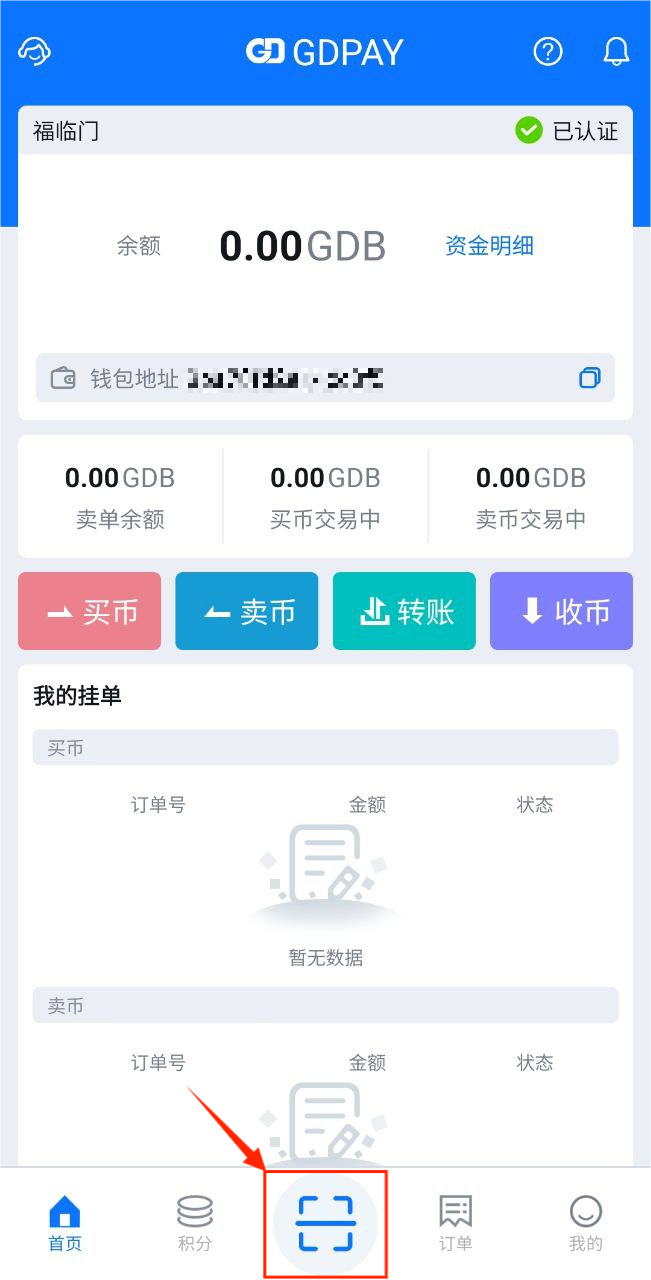 GD GDPAY
福临门 已认证
余额 0.00GDB 资金明细
钱包地址
0.00GDB 0.00GDB 0.00GDB
卖单余额 买币交易中 卖币交易中
买币 卖币 转账 收币
我的挂单
买币
订单号 金额 状态
暂无数据
卖币
订单号 金额 状态
首页 积分 订单 我的